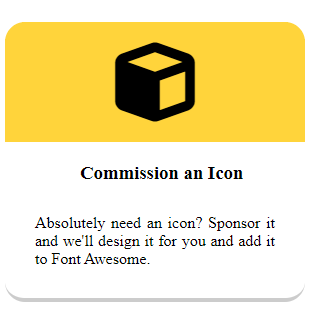 Commission an Icon
Absolutely need an icon? Sponsor it
and we'll design it for you and add it
to Font Awesome.